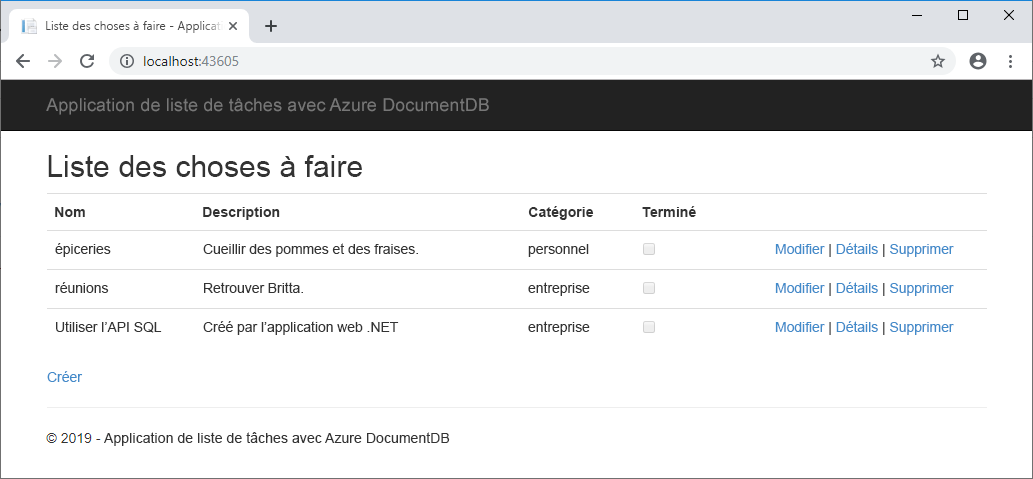 Liste des choses à faire - Applicat
localhost:43605
Application de liste de tâches avec Azure DocumentDB
Liste des choses à faire
Nom Description Catégorie Terminé
épiceries Cueillir des pommes et des fraises. personnel Modifier | Détails | Supprimer
réunions Retrouver Britta. entreprise Modifier | Détails | Supprimer
Utiliser l’API SQL Créé par l’application web .NET entreprise Modifier | Détails | Supprimer
Créer
© 2019 - Application de liste de tâches avec Azure DocumentDB